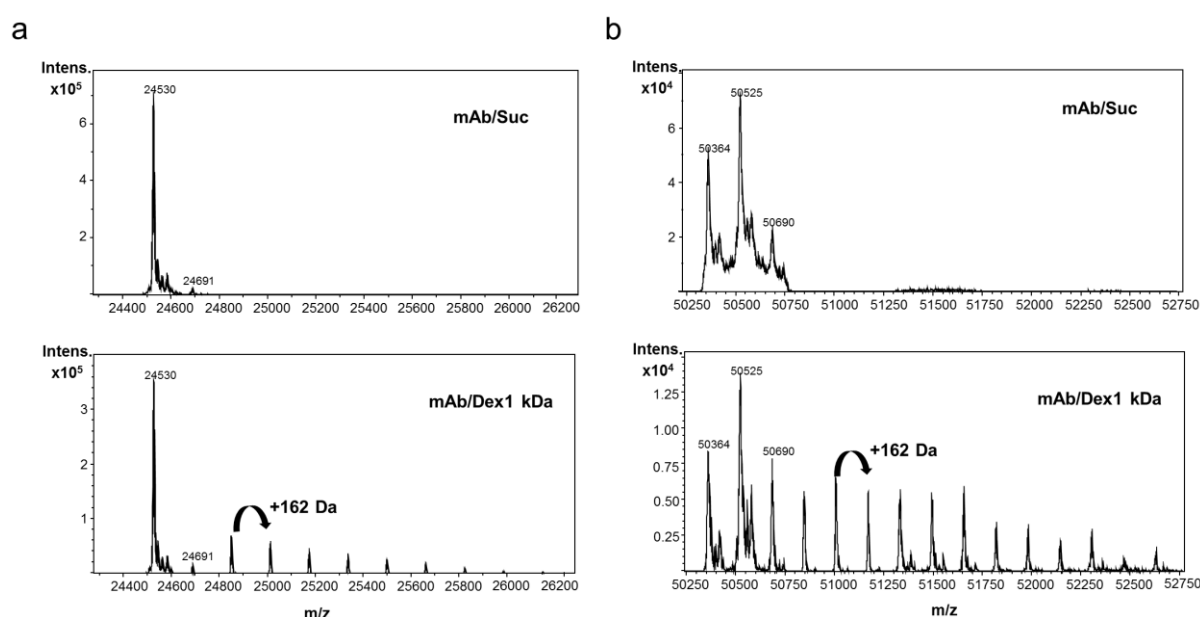 a
Intens.
x10⁵
24530
mAb/Suc
6
4
2
24691
24400 24600 24800 25000 25200 25400 25600 25800 26000 26200
Intens.
x10⁵
24530
mAb/Dex1 kDa
3
2
+162 Da
1
24691
24400 24600 24800 25000 25200 25400 25600 25800 26000 26200
m/z
b
Intens.
x10⁴
50525
mAb/Suc
6
50364
4
50690
2
50250 50500 50750 51000 51250 51500 51750 52000 52250 52500 52750
Intens.
x10⁴
50525
mAb/Dex1 kDa
1.25
1.00
50364
50690
+162 Da
0.75
0.50
0.25
50250 50500 50750 51000 51250 51500 51750 52000 52250 52500 52750
m/z